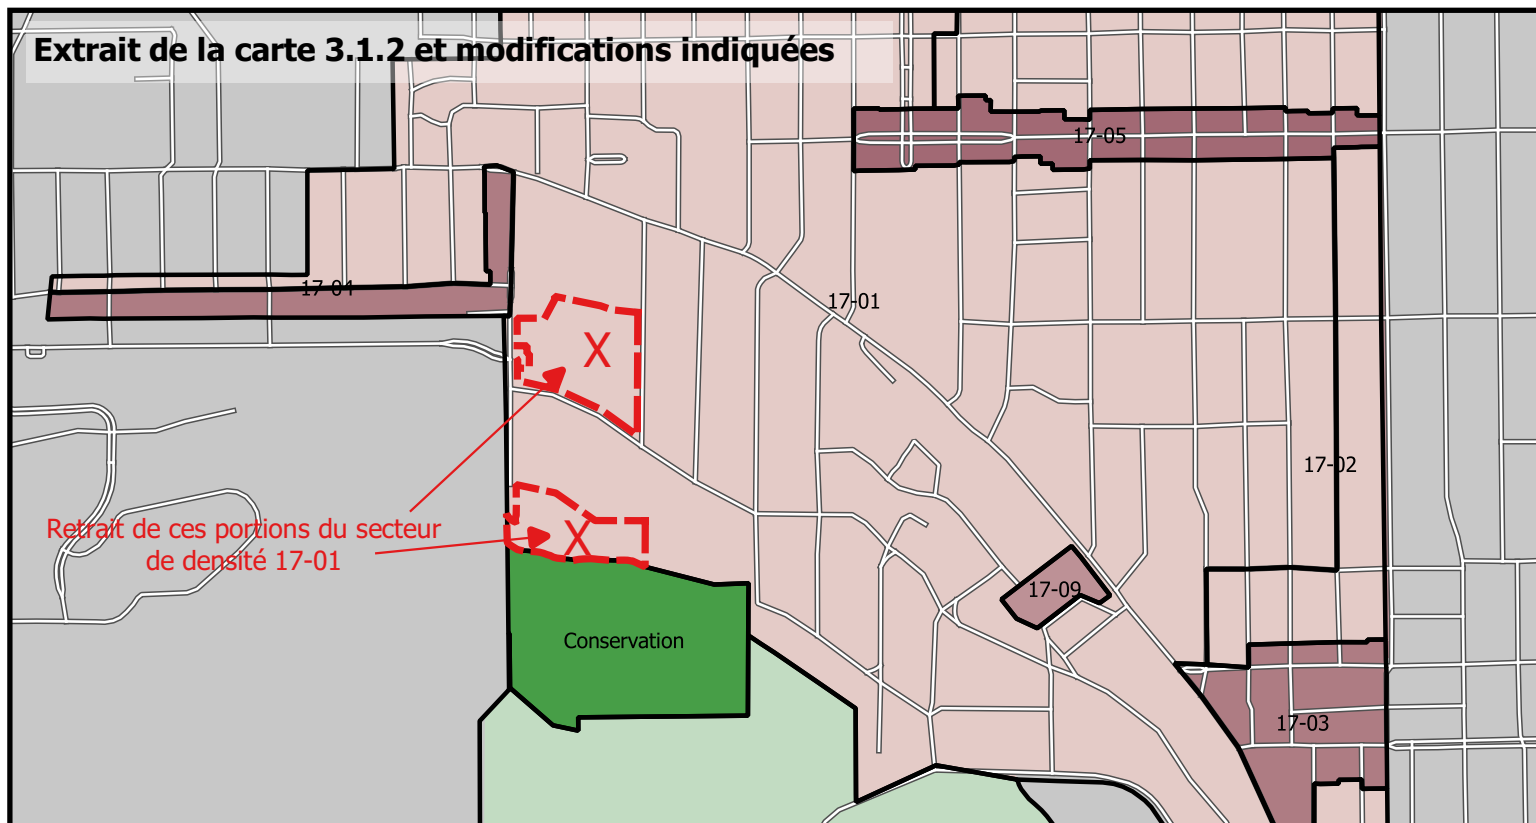 Extrait de la carte 3.1.2 et modifications indiquées
17-05
17-04
17-01
X
17-02
Retrait de ces portions du secteur
de densité 17-01
X
17-09
Conservation
17-03